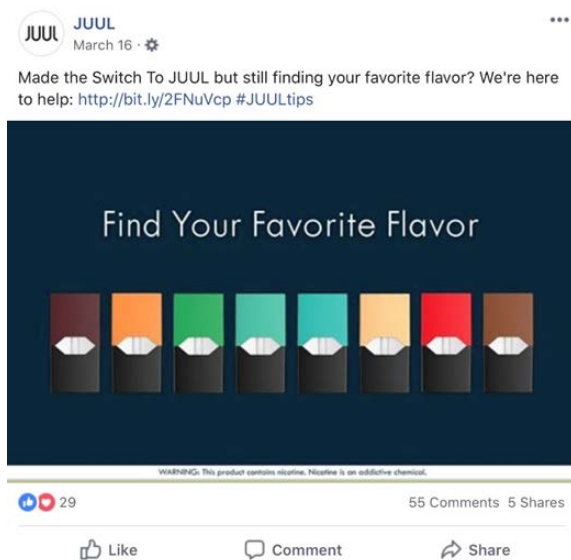 JUUL
JUUL
March 16 ·
Made the Switch To JUUL but still finding your favorite flavor? We're here
to help: http://bit.ly/2FNuVcp #JUULtips
Find Your Favorite Flavor
WARNING: This product contains nicotine. Nicotine is an addictive chemical.
29
55 Comments 5 Shares
Like
Comment
Share